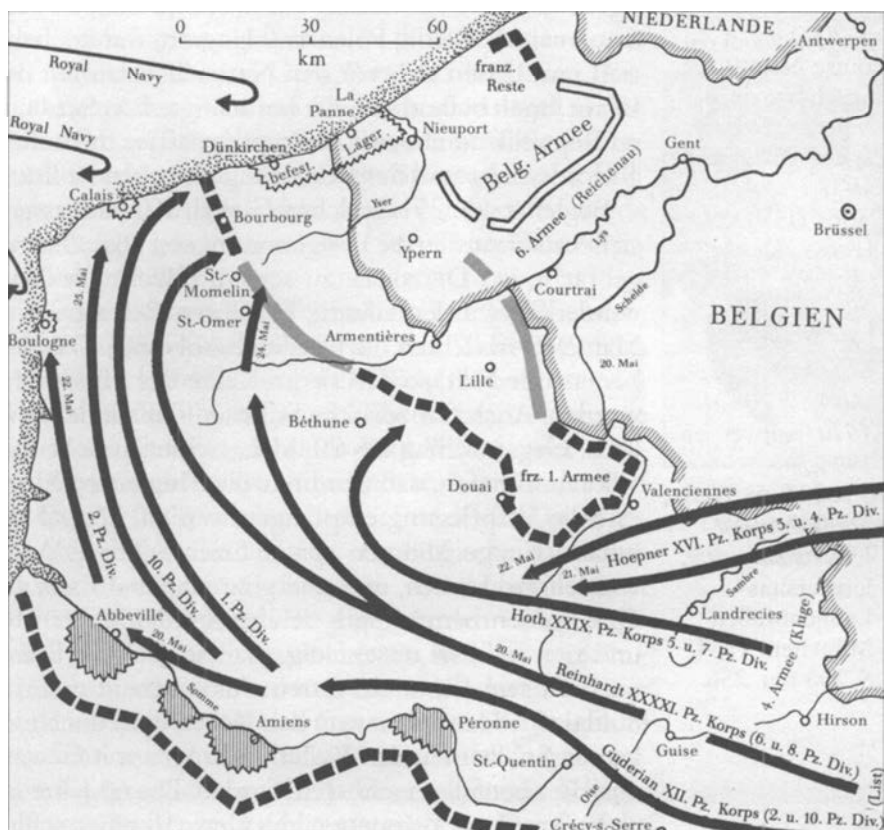 0 30 60
km
NIEDERLANDE
Antwerpen
franz.
Reste
Royal Navy
Royal Navy
La
Panne
Nieuport
Dünkirchen
befest. Lager
Calais
Bourbourg
Yser
Belg. Armee
6. Armee (Reichenau)
Gent
Lys
Brüssel
Ypern
St-
Momelin
St-Omer
Courtrai
Schelde
BELGIEN
25. Mai
24. Mai
20. Mai
Armentières
Boulogne
22. Mai
Lille
Béthune
frz. 1. Armee
Douai
Valenciennes
2. Pz. Div.
10. Pz. Div.
1. Pz. Div.
22. Mai
21. Mai
Hoepner XVI. Pz. Korps 3. u. 4. Pz. Div.
Sambre
Landrecies
Abbeville
20. Mai
Hoth XXIX. Pz. Korps 5. u. 7. Pz. Div.
20. Mai
4. Armee (Kluge)
Somme
Reinhardt XXXXI. Pz. Korps (6. u. 8. Pz. Div.)
Hirson
Amiens
Péronne
Guise
St.-Quentin
Guderian XII. Pz. Korps (2. u. 10. Pz. Div.)
(List)
Oise
Crécy-s.-Serre